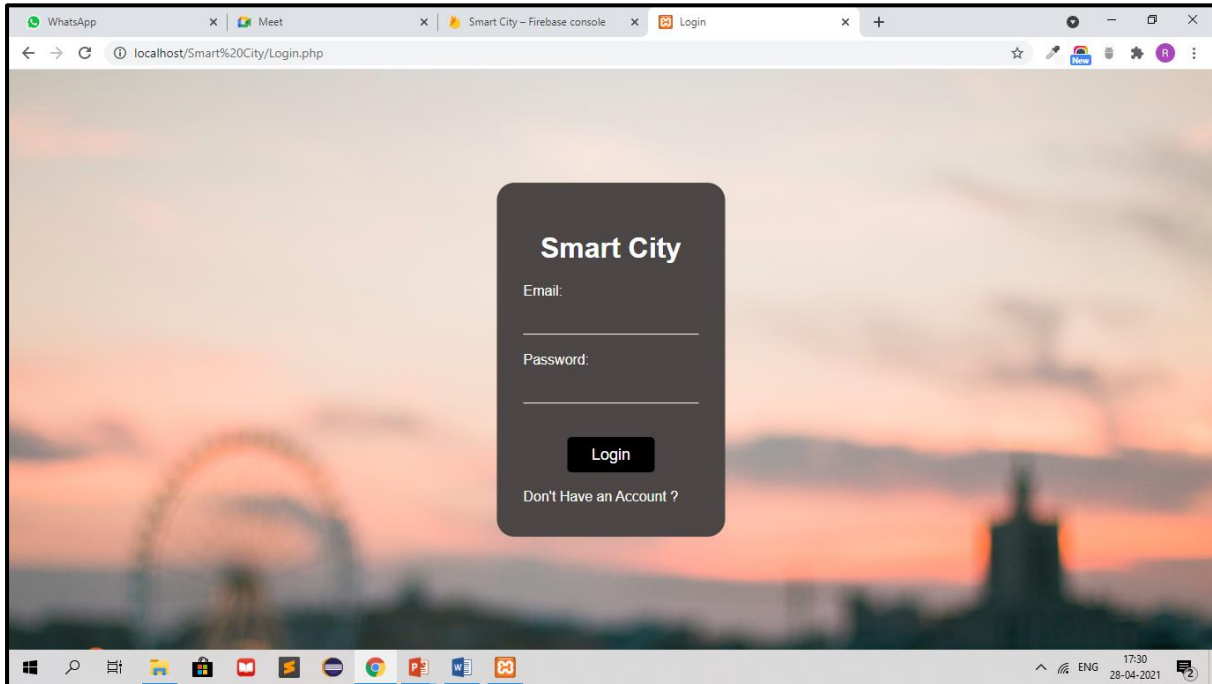 WhatsApp
Meet
Smart City – Firebase console
Login
localhost/Smart%20City/Login.php
New
R
Smart City
Email:
Password:
Login
Don't Have an Account ?
ENG
17:30
28-04-2021
2